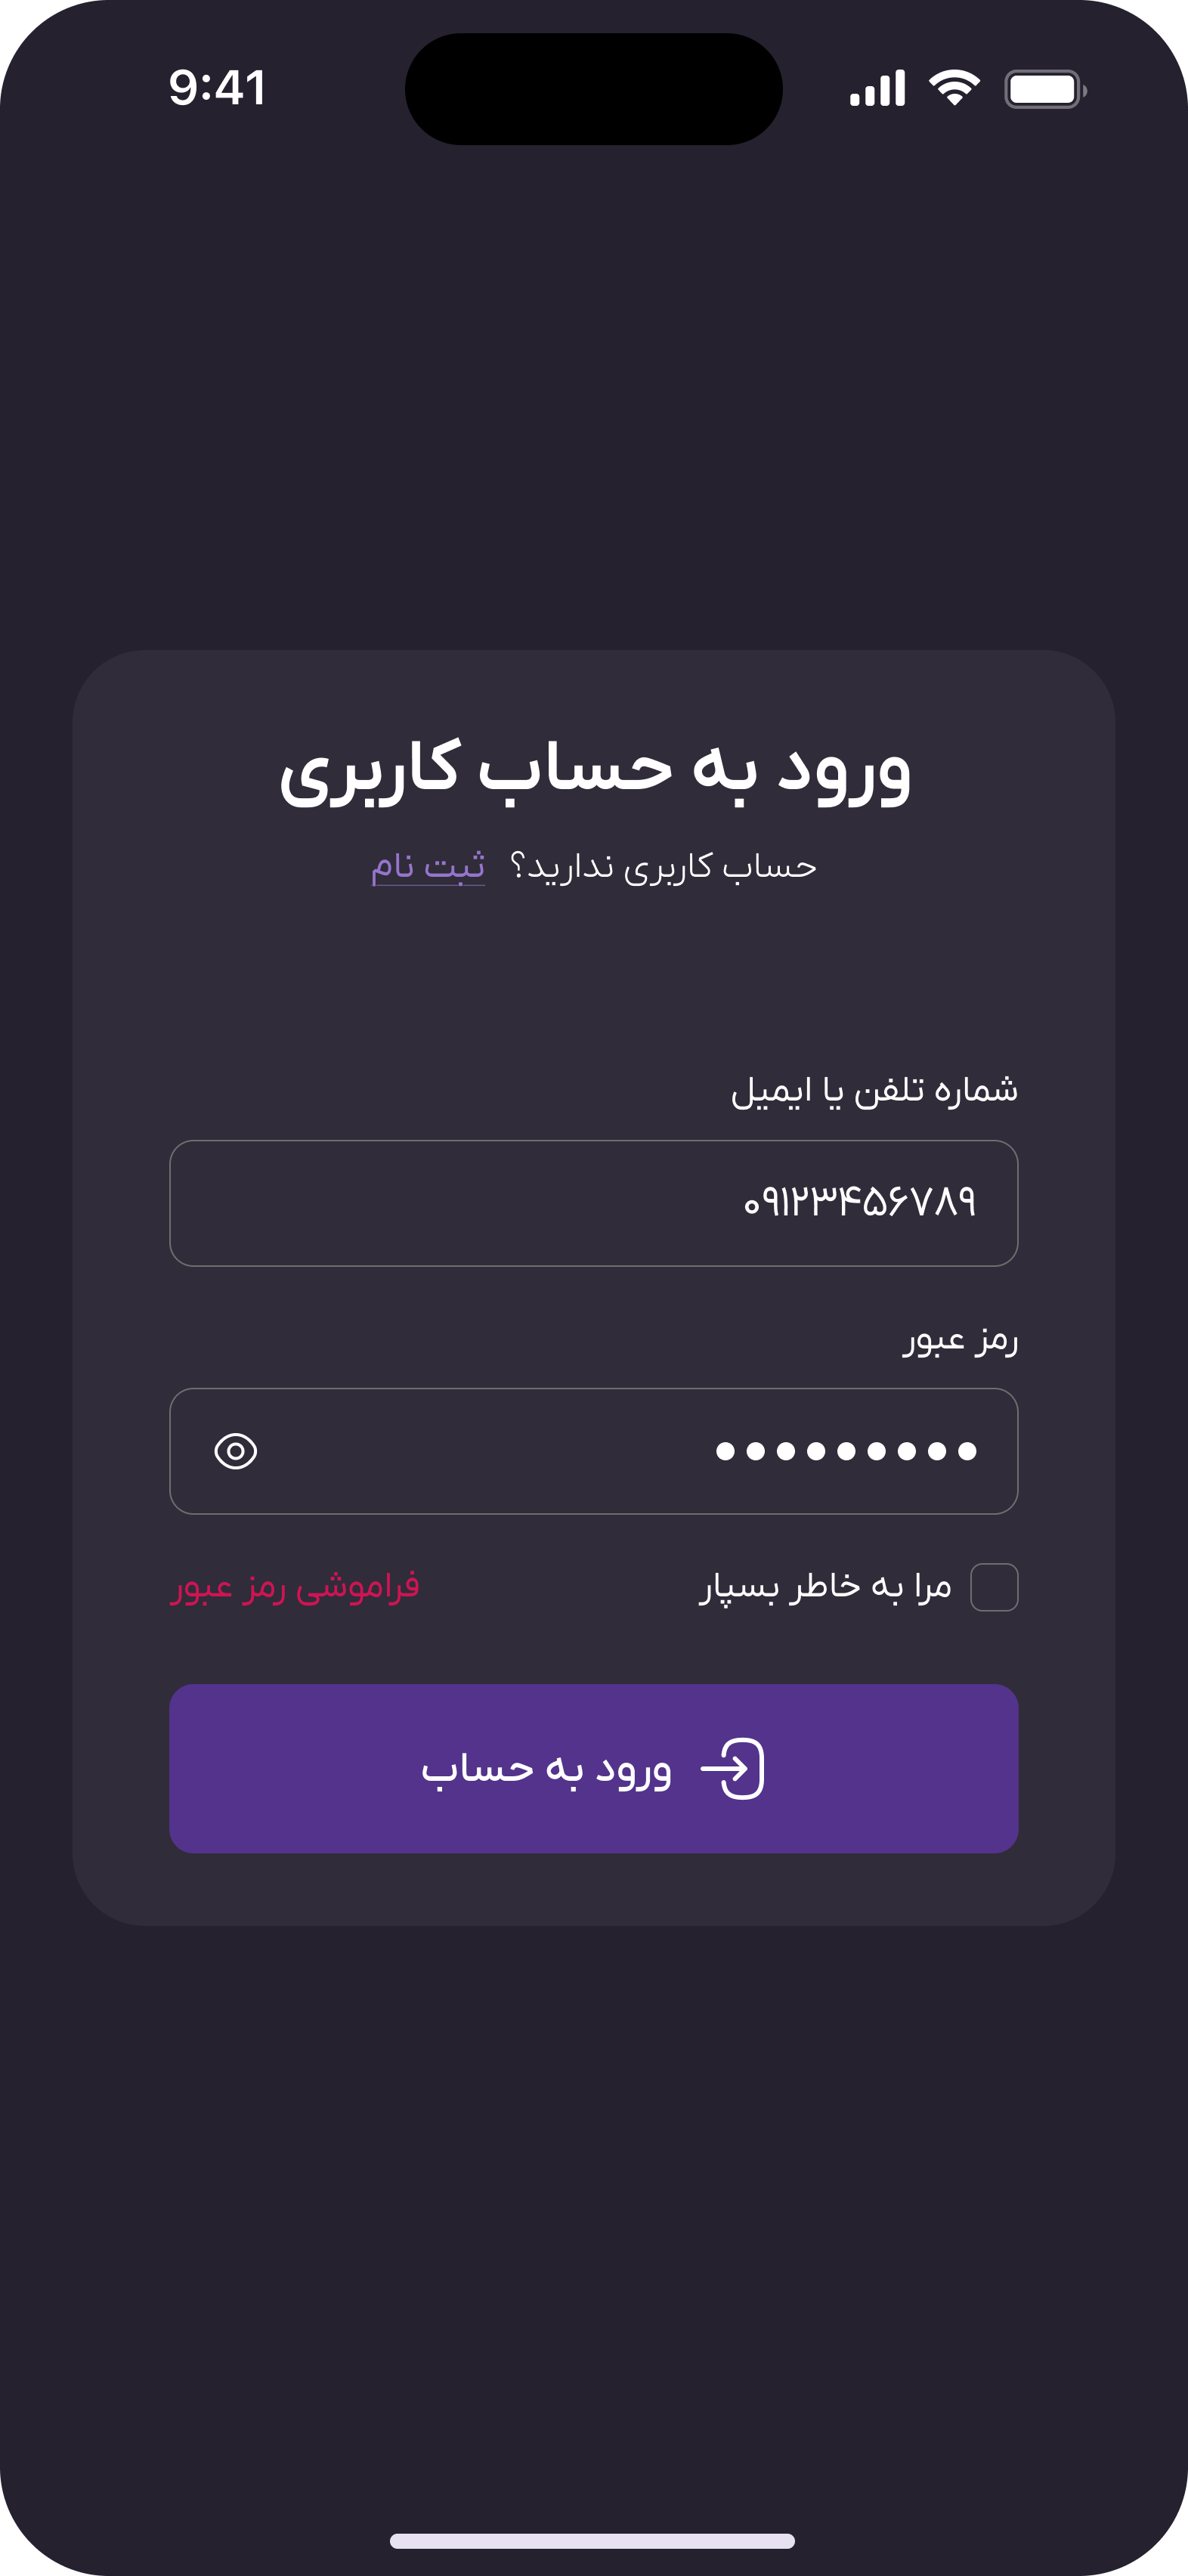 9:41
ورود به حساب کاربری
حساب کاربری ندارید؟ ثبت نام
شماره تلفن یا ایمیل
۰۹۱۲۳۴۵۶۷۸۹
رمز عبور
مرا به خاطر بسپار فراموشی رمز عبور
ورود به حساب